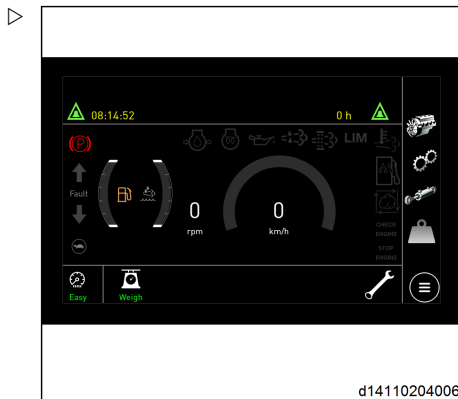 08:14:52 0 h
(P)
LIM
Fault
0 0
rpm km/h
CHECK
ENGINE
STOP
ENGINE
Easy Weigh
d14110204006